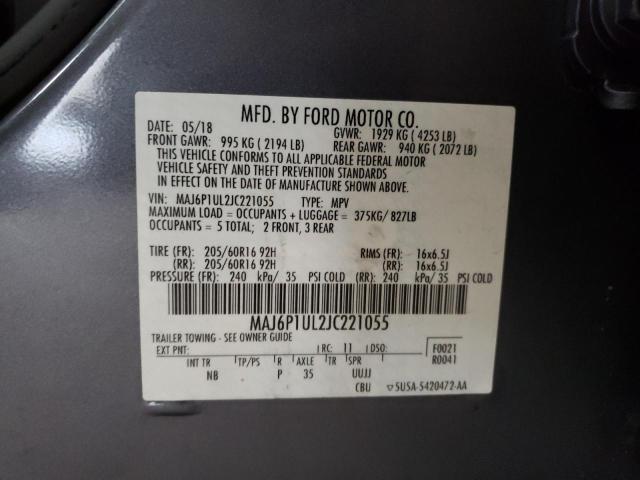 MFD. BY FORD MOTOR CO.
DATE: 05/18 GVWR: 1929 KG ( 4253 LB)
FRONT GAWR: 995 KG ( 2194 LB) REAR GAWR: 940 KG ( 2072 LB)
THIS VEHICLE CONFORMS TO ALL APPLICABLE FEDERAL MOTOR
VEHICLE SAFETY AND THEFT PREVENTION STANDARDS
IN EFFECT ON THE DATE OF MANUFACTURE SHOWN ABOVE.
VIN: MAJ6P1UL2JC221055 TYPE: MPV
MAXIMUM LOAD = OCCUPANTS + LUGGAGE = 375KG/ 827LB
OCCUPANTS = 5 TOTAL; 2 FRONT, 3 REAR
TIRE (FR): 205/60R16 92H RIMS (FR): 16x6.5J
(RR): 205/60R16 92H (RR): 16x6.5J
PRESSURE (FR): 240 kPa/ 35 PSI COLD (RR): 240 kPa/ 35 PSI COLD
MAJ6P1UL2JC221055
TRAILER TOWING - SEE OWNER GUIDE
EXT PNT: RC: 11 DSO: F0021
R0041
INT TR TP/PS R AXLE TR SPR
NB P 35 UUJJ
CBU 5U5A-5420472-AA